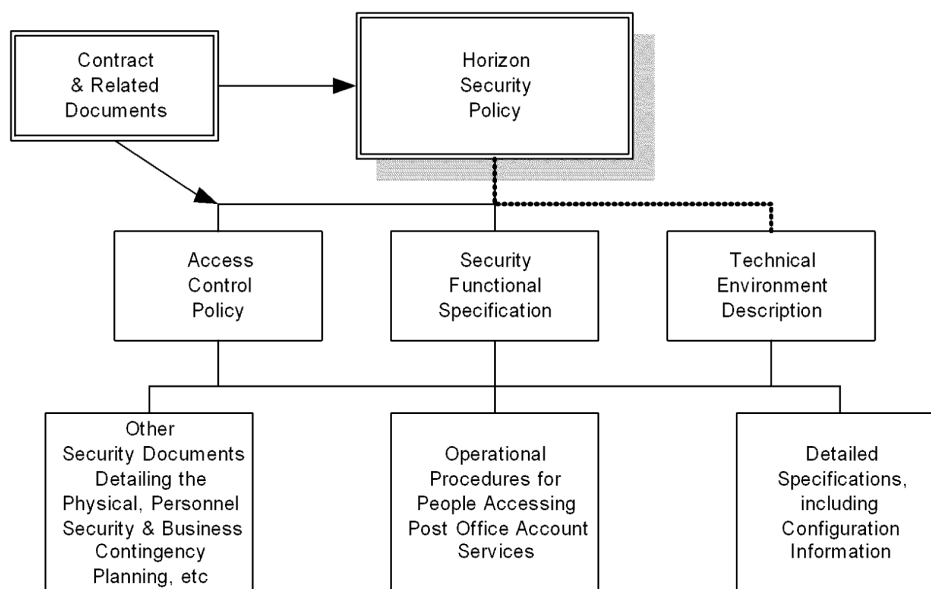 Contract
& Related
Documents
Horizon
Security
Policy
Access
Control
Policy
Security
Functional
Specification
Technical
Environment
Description
Other
Security Documents
Detailing the
Physical, Personnel
Security & Business
Contingency
Planning, etc
Operational
Procedures for
People Accessing
Post Office Account
Services
Detailed
Specifications,
including
Configuration
Information